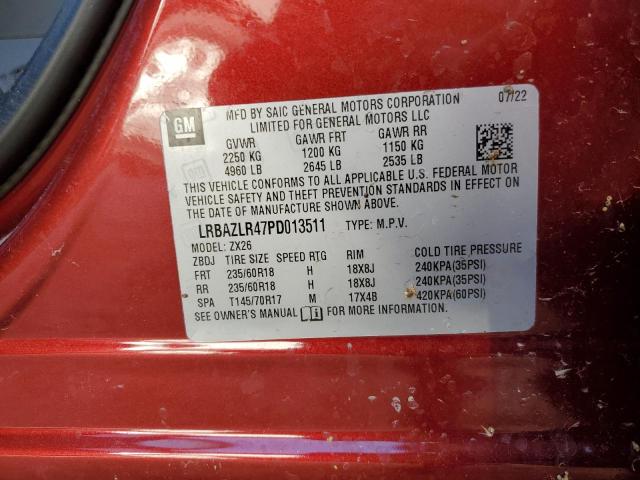 GM
MFD BY SAIC GENERAL MOTORS CORPORATION 07/22
LIMITED FOR GENERAL MOTORS LLC
GVWR GAWR FRT GAWR RR
2250 KG 1200 KG 1150 KG
4960 LB 2645 LB 2535 LB
THIS VEHICLE CONFORMS TO ALL APPLICABLE U.S. FEDERAL MOTOR
VEHICLE SAFETY AND THEFT PREVENTION STANDARDS IN EFFECT ON
THE DATE OF MANUFACTURE SHOWN ABOVE.
LRBAZLR47PD013511 TYPE: M.P.V.
MODEL: ZX26
ZBDJ TIRE SIZE SPEED RTG RIM COLD TIRE PRESSURE
FRT 235/60R18 H 18X8J 240KPA(35PSI)
RR 235/60R18 H 18X8J 240KPA(35PSI)
SPA T145/70R17 M 17X4B 420KPA(60PSI)
SEE OWNER'S MANUAL FOR MORE INFORMATION.